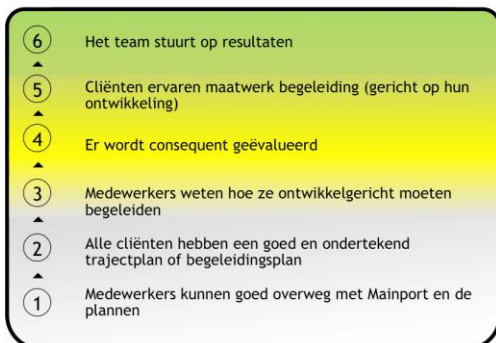 6 Het team stuurt op resultaten
5 Cliënten ervaren maatwerk begeleiding (gericht op hun
ontwikkeling)
4 Er wordt consequent geëvalueerd
3 Medewerkers weten hoe ze ontwikkelgericht moeten
begeleiden
2 Alle cliënten hebben een goed en ondertekend
trajectplan of begeleidingsplan
1 Medewerkers kunnen goed overweg met Mainport en de
plannen